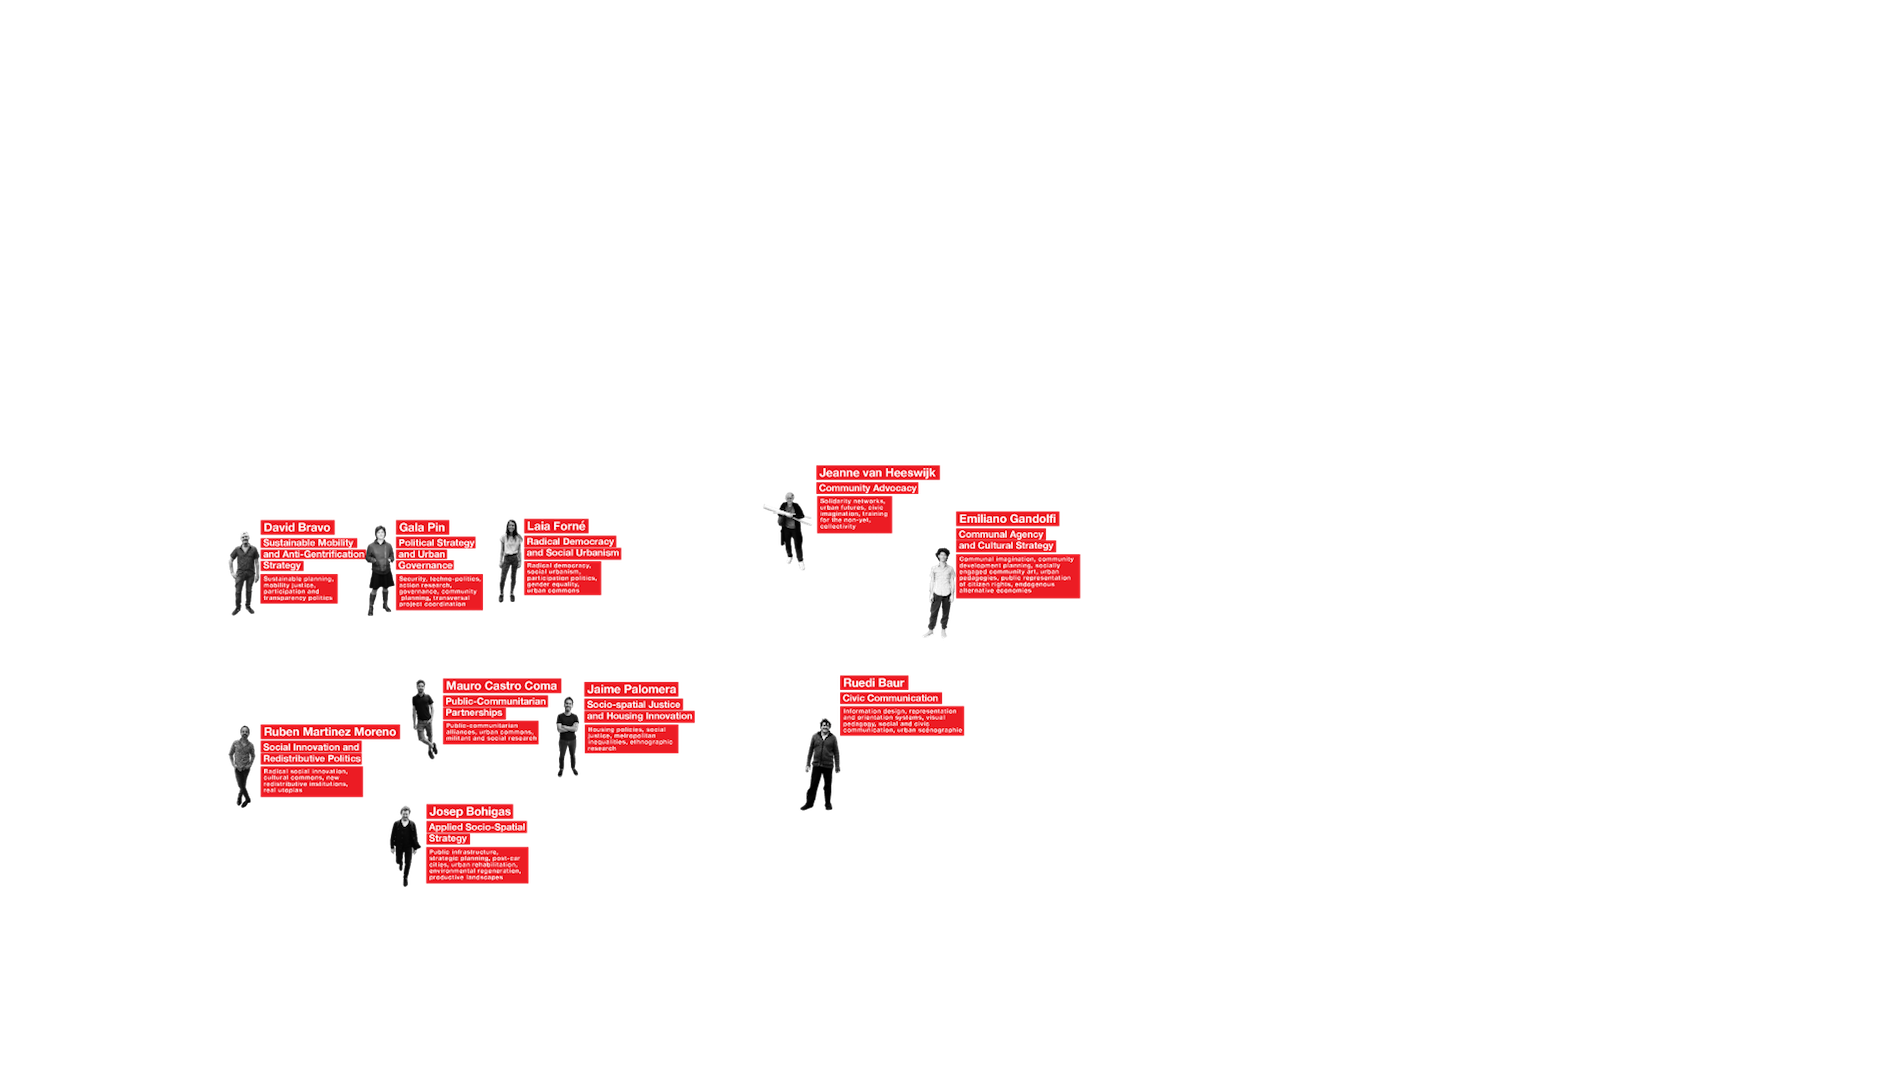 Jeanne van Heeswijk
Community Advocacy
Solidarity networks,
urban futures, civic
imagination, training
for the non-yet,
collectivity
Emiliano Gandolfi
Communal Agency
and Cultural Strategy
Communal imagination, community
development planning, socially
engaged community art, urban
pedagogies, public representation
of citizen rights, endogenous
alternative economies
David Bravo
Sustainable Mobility
and Anti-Gentrification
Strategy
Sustainable planning,
mobility justice,
participation and
transparency politics
Gala Pin
Political Strategy
and Urban
Governance
Security, techno-politics,
action research,
governance, community
planning, transversal
project coordination
Laia Forné
Radical Democracy
and Social Urbanism
Radical democracy,
social urbanism,
participation politics,
gender equality,
urban commons
Mauro Castro Coma
Public-Communitarian
Partnerships
Public-communitarian
alliances, urban commons,
militant and social research
Jaime Palomera
Socio-spatial Justice
and Housing Innovation
Housing policies, social
justice, metropolitan
inequalities, ethnographic
research
Ruedi Baur
Civic Communication
Information design, representation
and orientation systems, visual
pedagogy, social and civic
communication, urban scénographie
Ruben Martinez Moreno
Social Innovation and
Redistributive Politics
Radical social innovation,
cultural commons, new
redistributive institutions,
real utopias
Josep Bohigas
Applied Socio-Spatial
Strategy
Public infrastructure,
strategic planning, post-car
cities, urban rehabilitation,
environmental regeneration,
productive landscapes